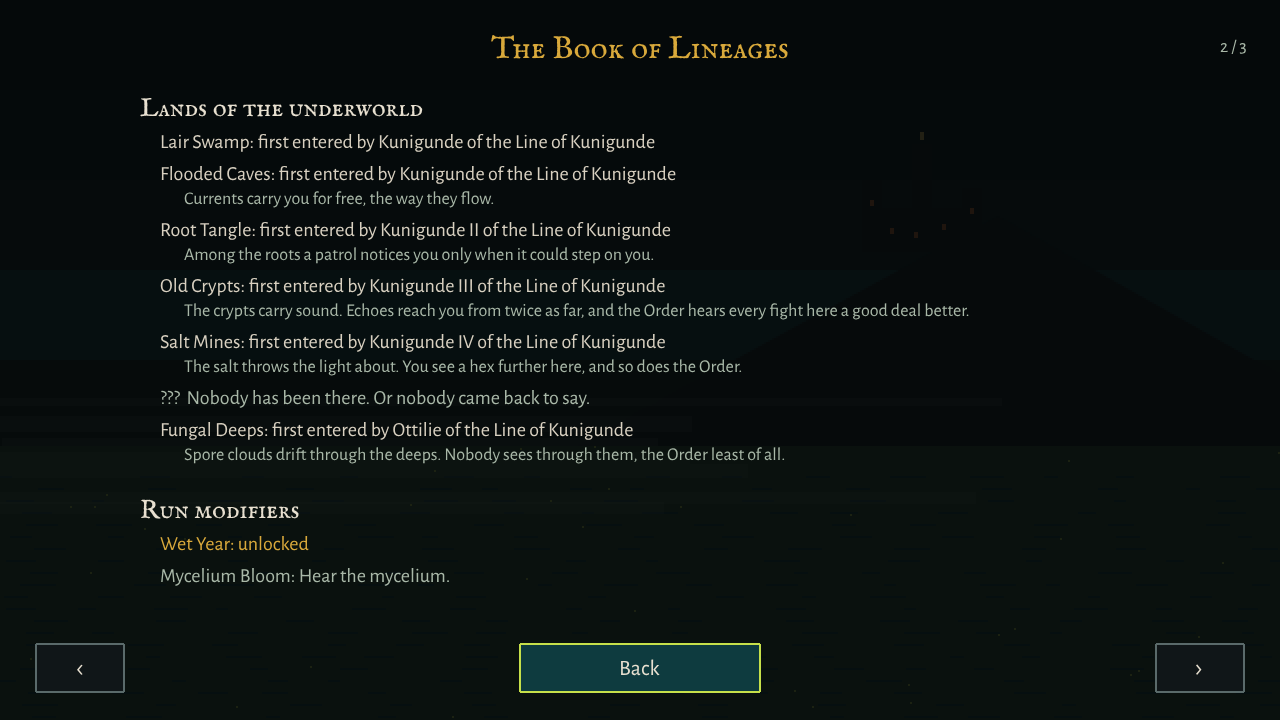 The Book of Lineages
2 / 3
Lands of the underworld
Lair Swamp: first entered by Kunigunde of the Line of Kunigunde
Flooded Caves: first entered by Kunigunde of the Line of Kunigunde
Currents carry you for free, the way they flow.
Root Tangle: first entered by Kunigunde II of the Line of Kunigunde
Among the roots a patrol notices you only when it could step on you.
Old Crypts: first entered by Kunigunde III of the Line of Kunigunde
The crypts carry sound. Echoes reach you from twice as far, and the Order hears every fight here a good deal better.
Salt Mines: first entered by Kunigunde IV of the Line of Kunigunde
The salt throws the light about. You see a hex further here, and so does the Order.
??? Nobody has been there. Or nobody came back to say.
Fungal Deeps: first entered by Ottilie of the Line of Kunigunde
Spore clouds drift through the deeps. Nobody sees through them, the Order least of all.
Run modifiers
Wet Year: unlocked
Mycelium Bloom: Hear the mycelium.
‹
Back
›